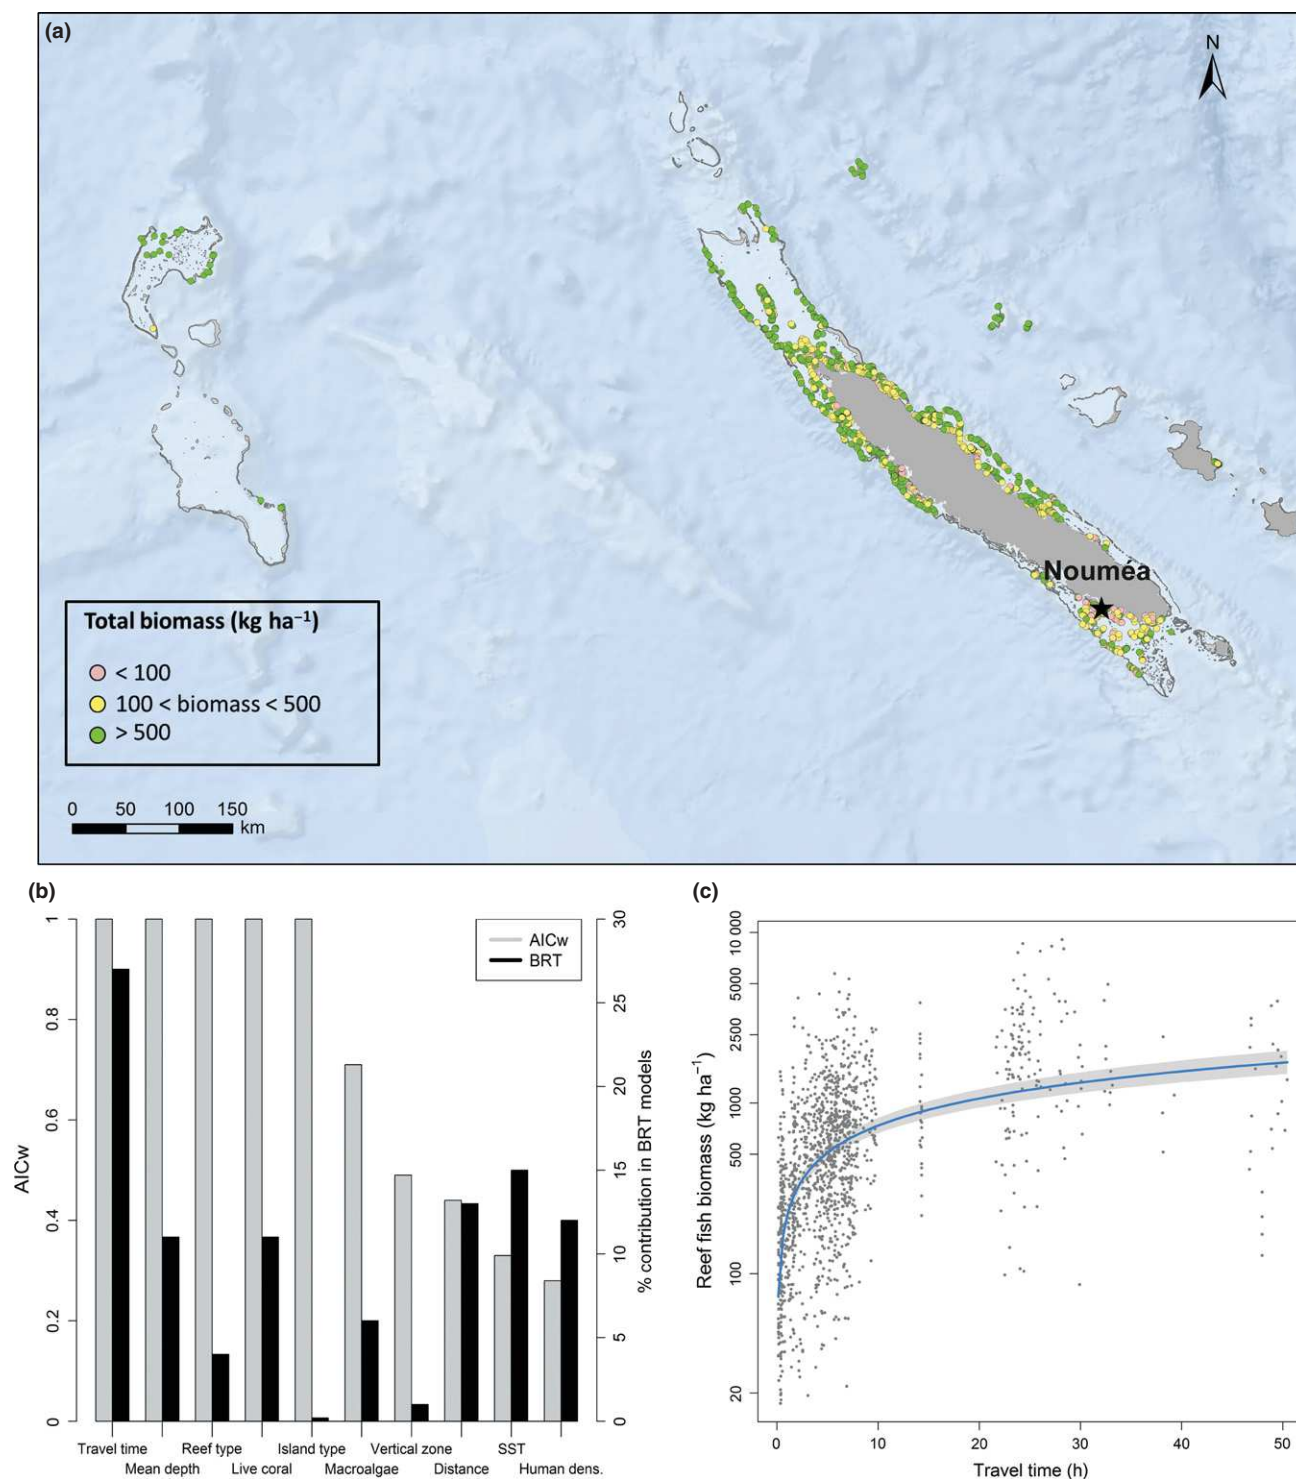 (a)
N
Nouméa
Total biomass (kg ha⁻¹)
< 100
100 < biomass < 500
> 500
0 50 100 150
km
(b)
1
0.8
0.6
0.4
0.2
0
AICw
AICw
BRT
30
25
20
15
10
5
0
% contribution in BRT models
Travel time Reef type Island type Vertical zone SST
Mean depth Live coral Macroalgae Distance Human dens.
(c)
10 000
5000
2500
1000
500
100
20
Reef fish biomass (kg ha⁻¹)
0 10 20 30 40 50
Travel time (h)